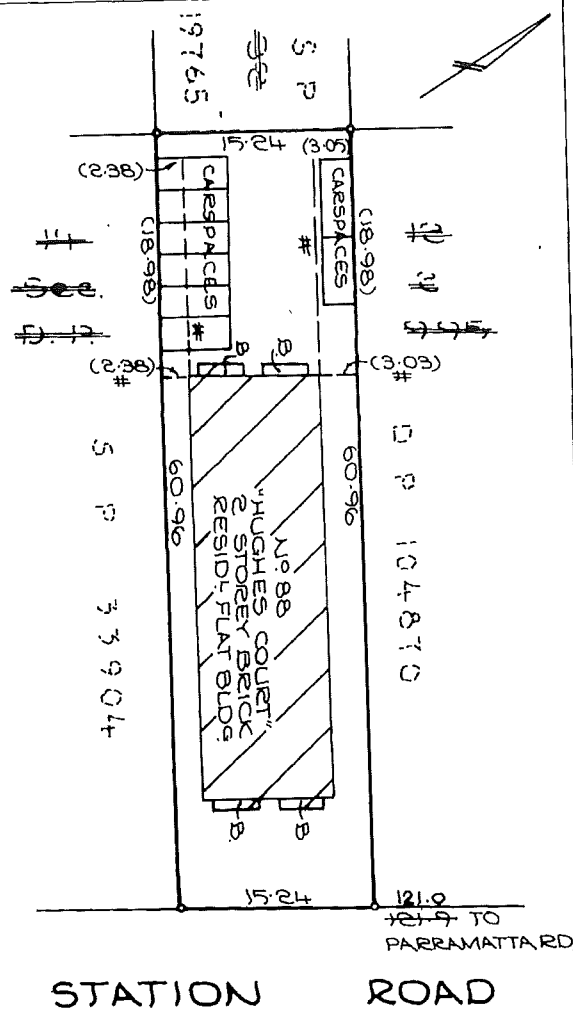 S P
19765
15·24
(3.05)
(2.38)
CARSPACES
(18.98)
#
CARSPACES
(18.98)
#
B.
B.
(2.38)
#
(3.03)
#
60·96
60·96
S P 33904
D P 104870
Nº 88
"HUGHES COURT"
2 STOREY BRICK
RESIDL. FLAT BLDG.
B.
B.
15·24
121.0
121.9 TO
PARRAMATTA RD
STATION ROAD